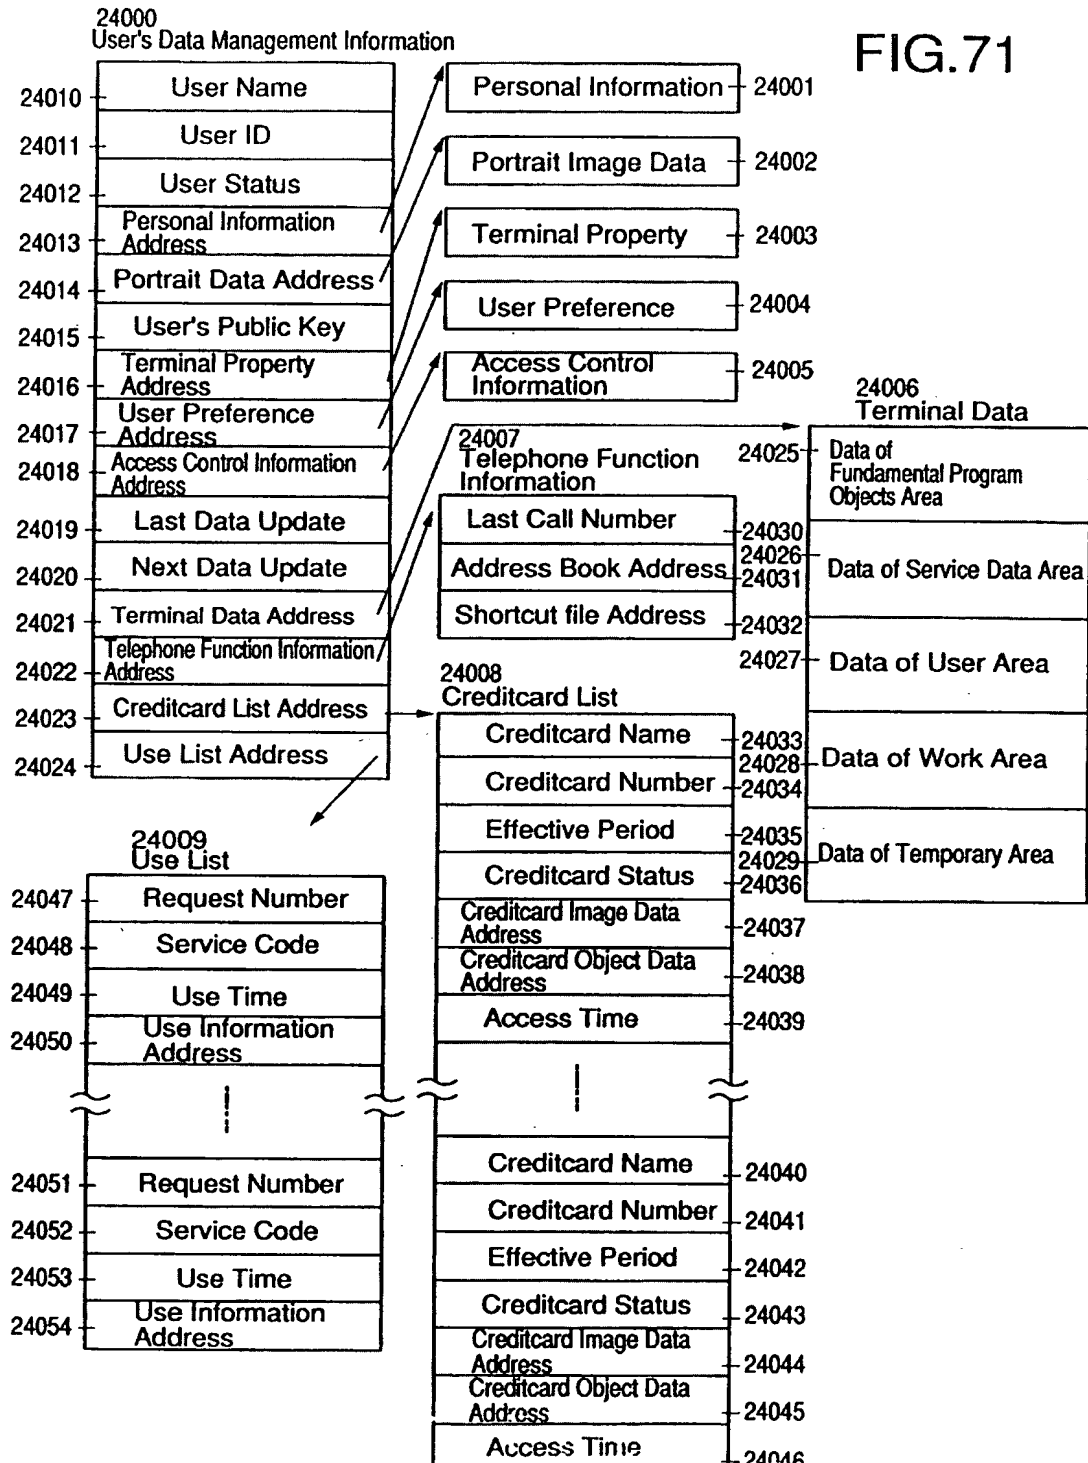 FIG.71
24000
User's Data Management Information
24010 User Name
24011 User ID
24012 User Status
24013 Personal Information
Address
24014 Portrait Data Address
24015 User's Public Key
24016 Terminal Property
Address
24017 User Preference
Address
24018 Access Control Information
Address
24019 Last Data Update
24020 Next Data Update
24021 Terminal Data Address
24022 Telephone Function Information
Address
24023 Creditcard List Address
24024 Use List Address
Personal Information 24001
Portrait Image Data 24002
Terminal Property 24003
User Preference 24004
Access Control
Information 24005
24006
Terminal Data
24025 Data of
Fundamental Program
Objects Area
24026 Data of Service Data Area
24027 Data of User Area
24028 Data of Work Area
24029 Data of Temporary Area
24007
Telephone Function
Information
Last Call Number 24030
Address Book Address 24031
Shortcut file Address 24032
24008
Creditcard List
Creditcard Name 24033
Creditcard Number 24034
Effective Period 24035
Creditcard Status 24036
Creditcard Image Data
Address 24037
Creditcard Object Data
Address 24038
Access Time 24039
Creditcard Name 24040
Creditcard Number 24041
Effective Period 24042
Creditcard Status 24043
Creditcard Image Data
Address 24044
Creditcard Object Data
Address 24045
Access Time 24046
24009
Use List
24047 Request Number
24048 Service Code
24049 Use Time
24050 Use Information
Address
24051 Request Number
24052 Service Code
24053 Use Time
24054 Use Information
Address